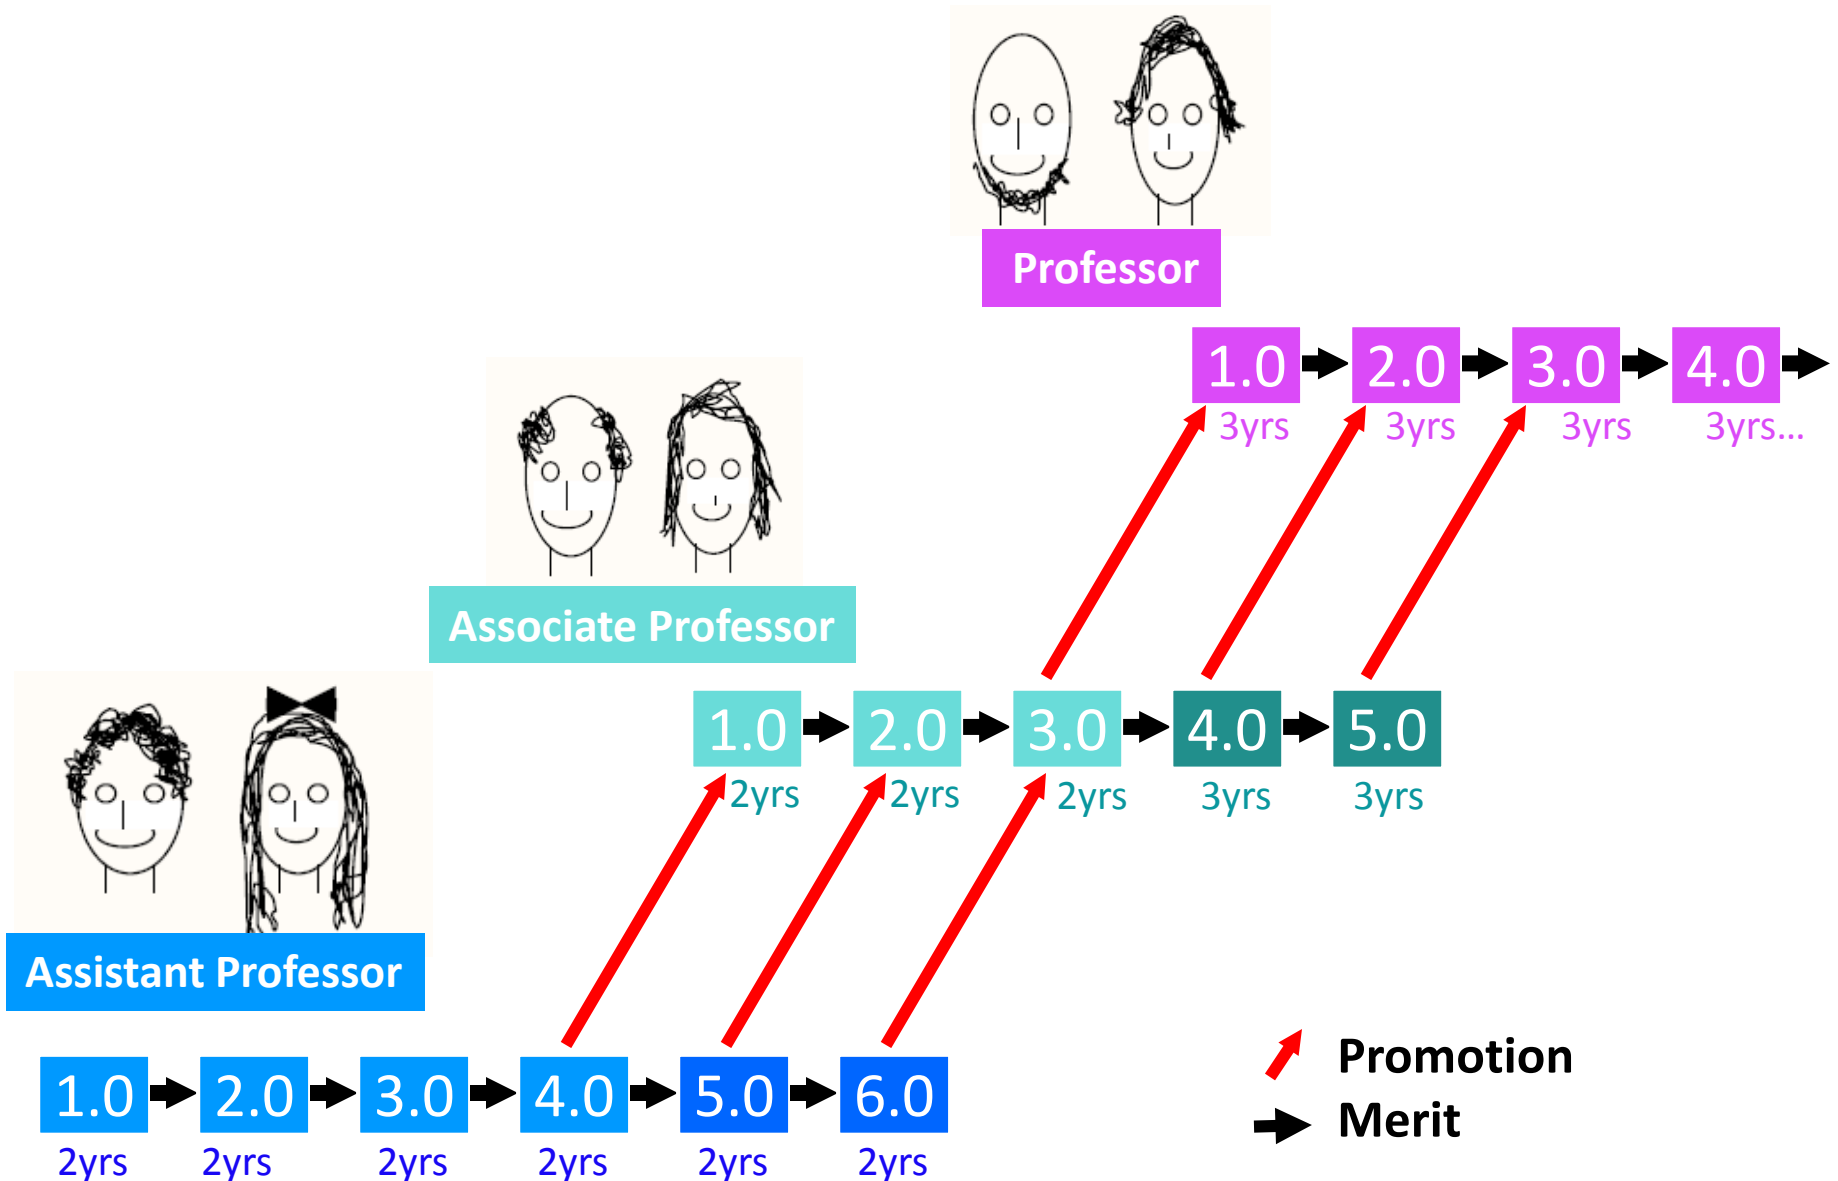 Professor
1.0 2.0 3.0 4.0
3yrs 3yrs 3yrs 3yrs...
Associate Professor
1.0 2.0 3.0 4.0 5.0
2yrs 2yrs 2yrs 3yrs 3yrs
Assistant Professor
1.0 2.0 3.0 4.0 5.0 6.0
2yrs 2yrs 2yrs 2yrs 2yrs 2yrs
Promotion
Merit